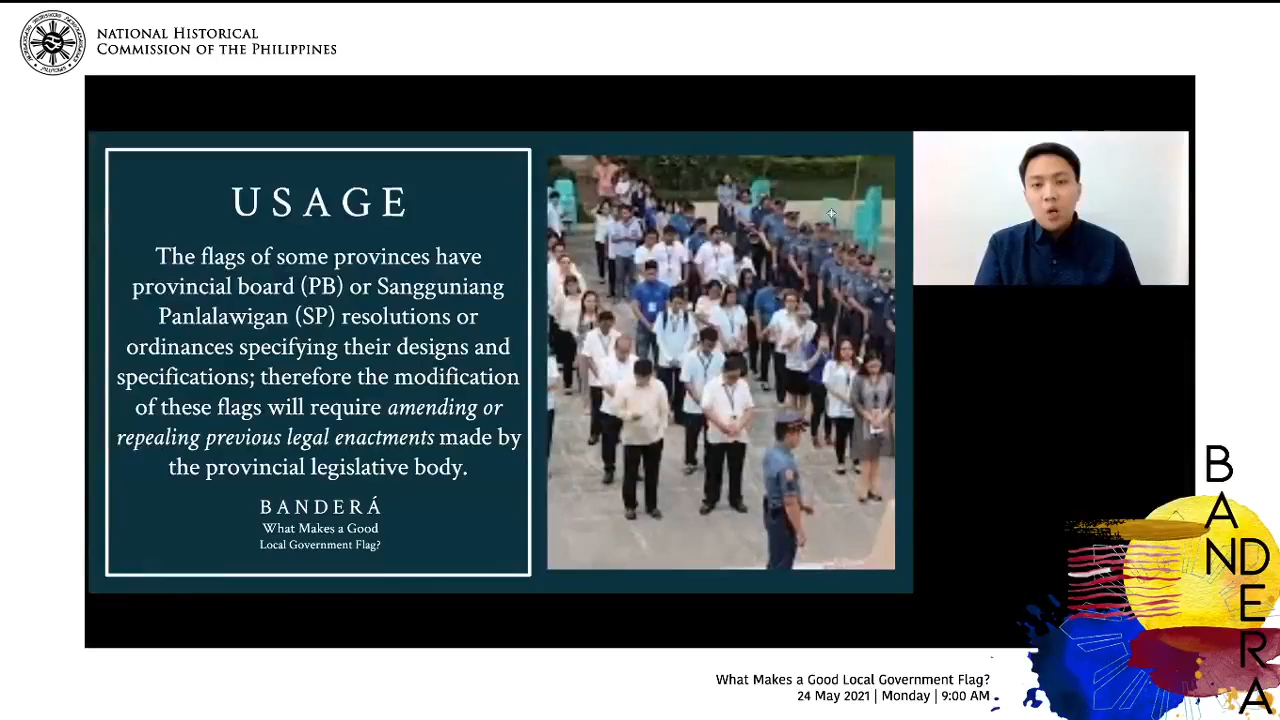 NATIONAL HISTORICAL
COMMISSION OF THE PHILIPPINES
USAGE
The flags of some provinces have
provincial board (PB) or Sangguniang
Panlalawigan (SP) resolutions or
ordinances specifying their designs and
specifications; therefore the modification
of these flags will require amending or
repealing previous legal enactments made by
the provincial legislative body.
BANDERÁ
What Makes a Good
Local Government Flag?
BANDERA
What Makes a Good Local Government Flag?
24 May 2021 | Monday | 9:00 AM